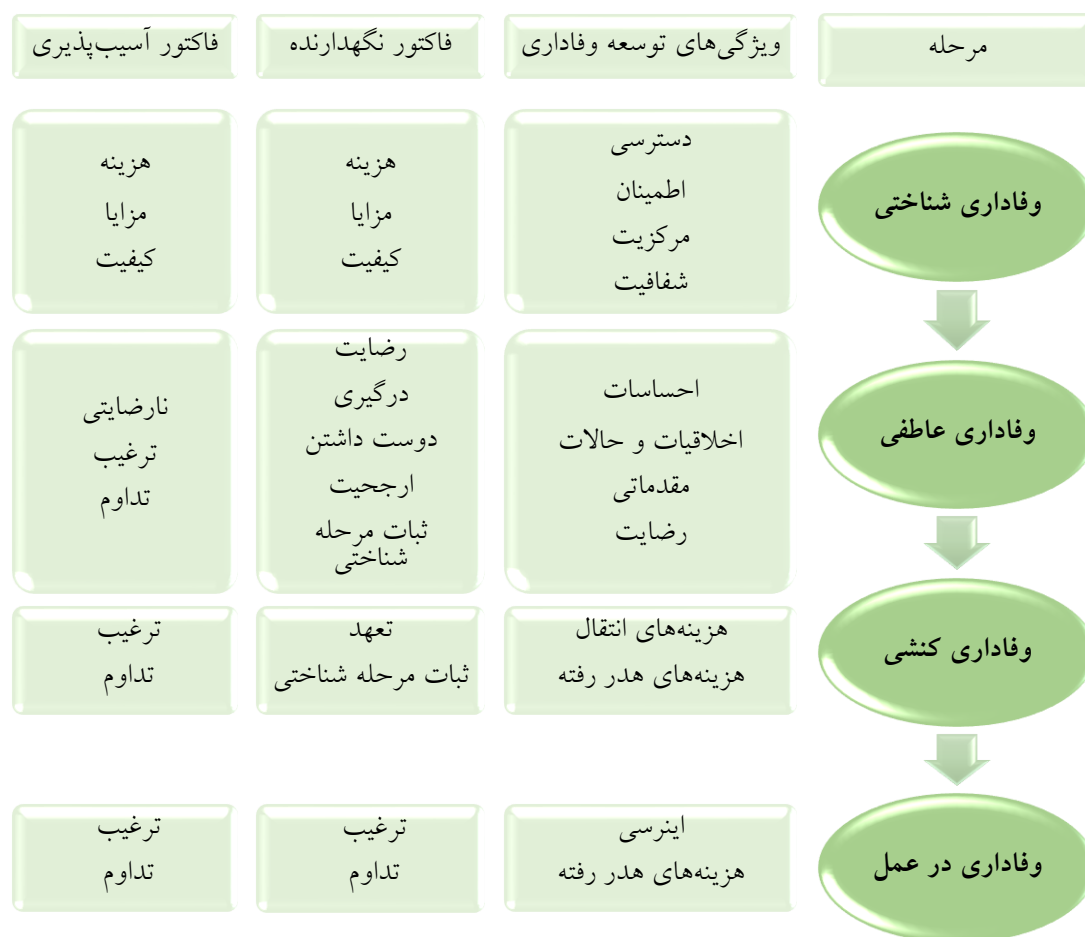 مرحله
ویژگی‌های توسعه وفاداری
فاکتور نگهدارنده
فاکتور آسیب‌پذیری
وفاداری شناختی
دسترسی
اطمینان
مرکزیت
شفافیت
هزینه
مزایا
کیفیت
هزینه
مزایا
کیفیت
وفاداری عاطفی
احساسات
اخلاقیات و حالات
مقدماتی
رضایت
رضایت
درگیری
دوست داشتن
ارجحیت
ثبات مرحله
شناختی
نارضایتی
ترغیب
تداوم
وفاداری کنشی
هزینه‌های انتقال
هزینه‌های هدر رفته
تعهد
ثبات مرحله شناختی
ترغیب
تداوم
وفاداری در عمل
اینرسی
هزینه‌های هدر رفته
ترغیب
تداوم
ترغیب
تداوم